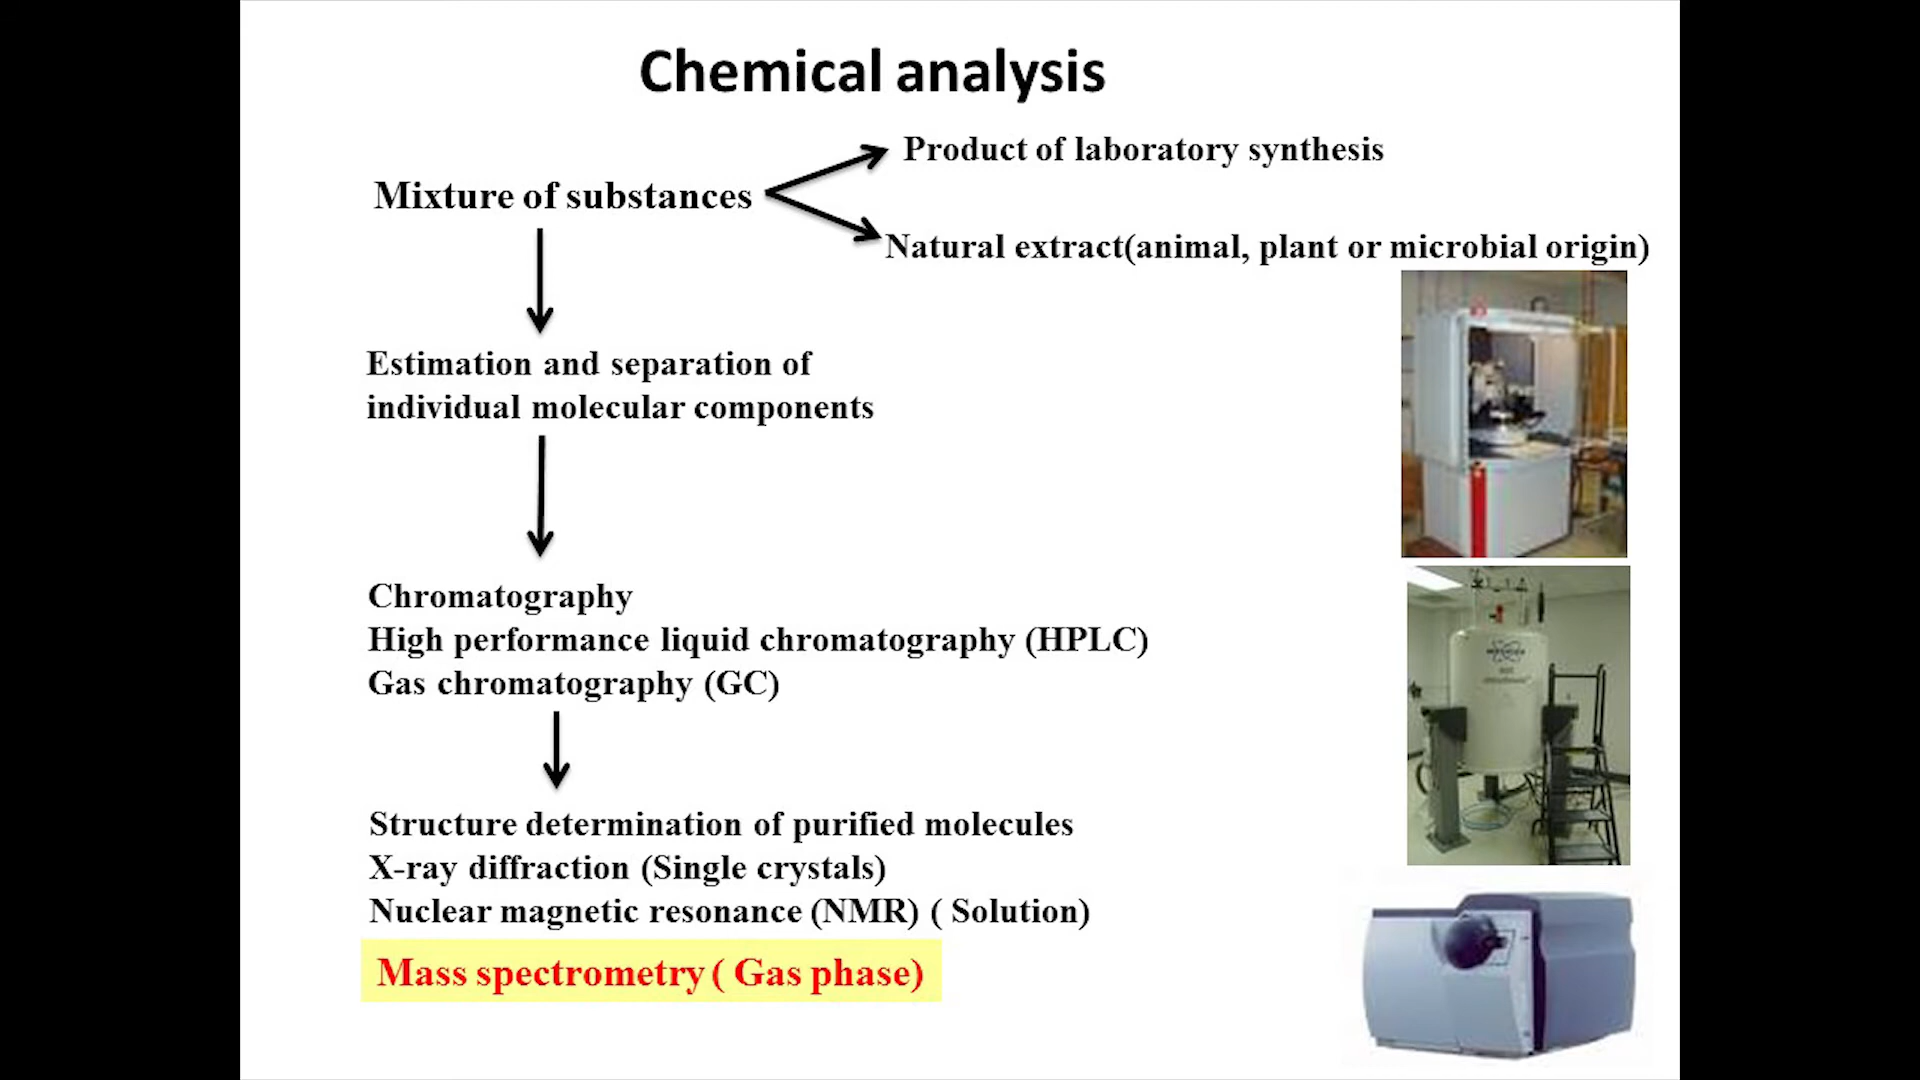 Chemical analysis
Product of laboratory synthesis
Mixture of substances
Natural extract(animal, plant or microbial origin)
Estimation and separation of
individual molecular components
Chromatography
High performance liquid chromatography (HPLC)
Gas chromatography (GC)
Structure determination of purified molecules
X-ray diffraction (Single crystals)
Nuclear magnetic resonance (NMR) ( Solution)
Mass spectrometry ( Gas phase)